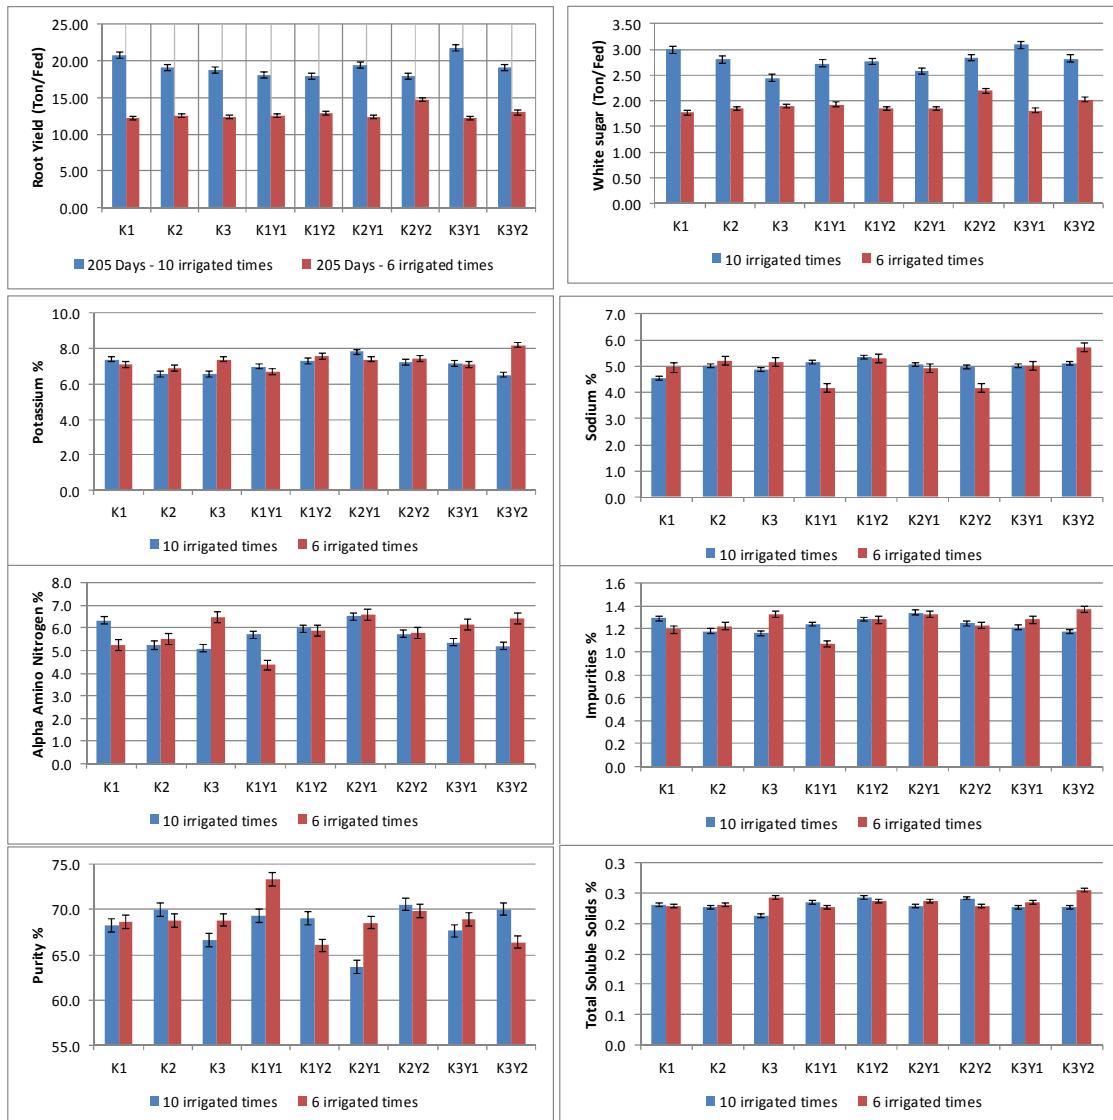 Root Yield (Ton/Fed)
25.00
20.00
15.00
10.00
5.00
0.00
K1 K2 K3 K1Y1 K1Y2 K2Y1 K2Y2 K3Y1 K3Y2
205 Days - 10 irrigated times 205 Days - 6 irrigated times
White sugar (Ton/Fed)
3.50
3.00
2.50
2.00
1.50
1.00
0.50
0.00
K1 K2 K3 K1Y1 K1Y2 K2Y1 K2Y2 K3Y1 K3Y2
10 irrigated times 6 irrigated times
Potassium %
10.0
8.0
6.0
4.0
2.0
0.0
K1 K2 K3 K1Y1 K1Y2 K2Y1 K2Y2 K3Y1 K3Y2
10 irrigated times 6 irrigated times
Sodium %
7.0
6.0
5.0
4.0
3.0
2.0
1.0
0.0
K1 K2 K3 K1Y1 K1Y2 K2Y1 K2Y2 K3Y1 K3Y2
10 irrigated times 6 irrigated times
Alpha Amino Nitrogen %
8.0
7.0
6.0
5.0
4.0
3.0
2.0
1.0
0.0
K1 K2 K3 K1Y1 K1Y2 K2Y1 K2Y2 K3Y1 K3Y2
10 irrigated times 6 irrigated times
Impurities %
1.6
1.4
1.2
1.0
0.8
0.6
0.4
0.2
0.0
K1 K2 K3 K1Y1 K1Y2 K2Y1 K2Y2 K3Y1 K3Y2
10 irrigated times 6 irrigated times
Purity %
75.0
70.0
65.0
60.0
55.0
K1 K2 K3 K1Y1 K1Y2 K2Y1 K2Y2 K3Y1 K3Y2
10 irrigated times 6 irrigated times
Total Soluble Solids %
0.3
0.3
0.2
0.2
0.1
0.1
0.0
K1 K2 K3 K1Y1 K1Y2 K2Y1 K2Y2 K3Y1 K3Y2
10 irrigated times 6 irrigated times